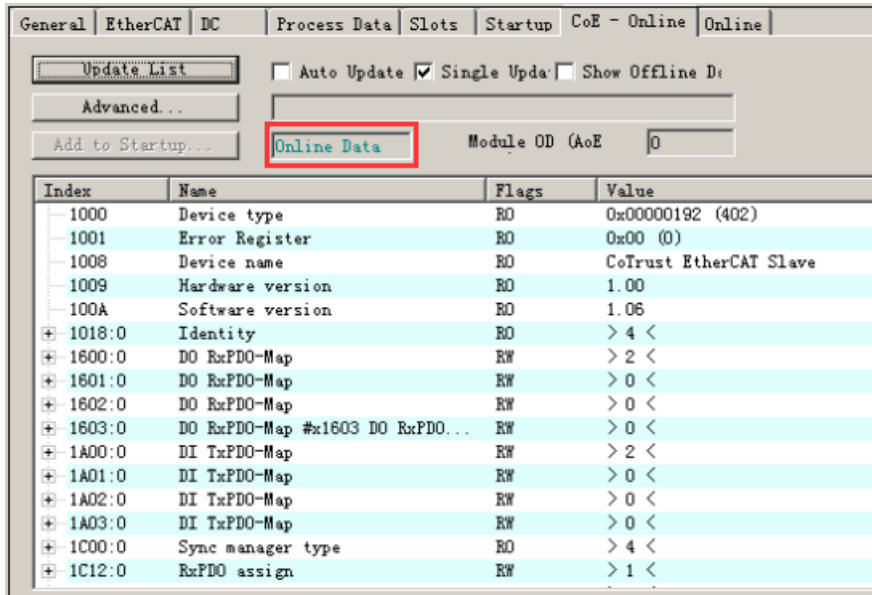 General EtherCAT DC Process Data Slots Startup CoE - Online Online
Update List Auto Update Single Upda Show Offline D
Advanced...
Add to Startup... Online Data Module OD (AoE 0
Index Name Flags Value
1000 Device type RO 0x00000192 (402)
1001 Error Register RO 0x00 (0)
1008 Device name RO CoTrust EtherCAT Slave
1009 Hardware version RO 1.00
100A Software version RO 1.06
1018:0 Identity RO > 4 <
1600:0 DO RxPDO-Map RW > 2 <
1601:0 DO RxPDO-Map RW > 0 <
1602:0 DO RxPDO-Map RW > 0 <
1603:0 DO RxPDO-Map #x1603 DO RxPDO... RW > 0 <
1A00:0 DI TxPDO-Map RW > 2 <
1A01:0 DI TxPDO-Map RW > 0 <
1A02:0 DI TxPDO-Map RW > 0 <
1A03:0 DI TxPDO-Map RW > 0 <
1C00:0 Sync manager type RO > 4 <
1C12:0 RxPDO assign RW > 1 <